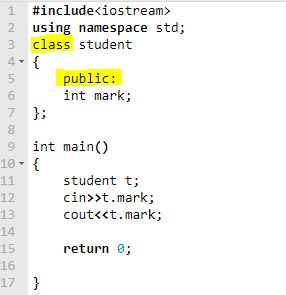 1 #include<iostream>
2 using namespace std;
3 class student
4 {
5 public:
6 int mark;
7 };
8
9 int main()
10 {
11 student t;
12 cin>>t.mark;
13 cout<<t.mark;
14
15 return 0;
16
17 }